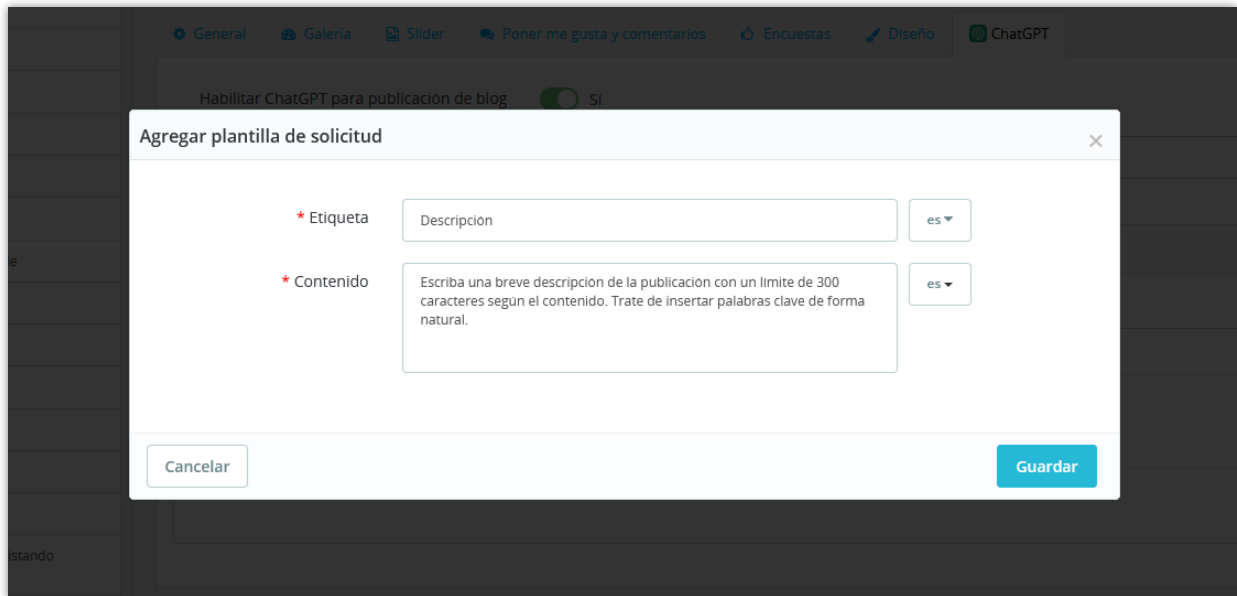 General Galería Slider Poner me gusta y comentarios Encuestas Diseño ChatGPT
Habilitar ChatGPT para publicación de blog Sí
Agregar plantilla de solicitud ×
* Etiqueta Descripción es
* Contenido Escriba una breve descripción de la publicación con un límite de 300 es
caracteres según el contenido. Trate de insertar palabras clave de forma
natural.
Cancelar Guardar